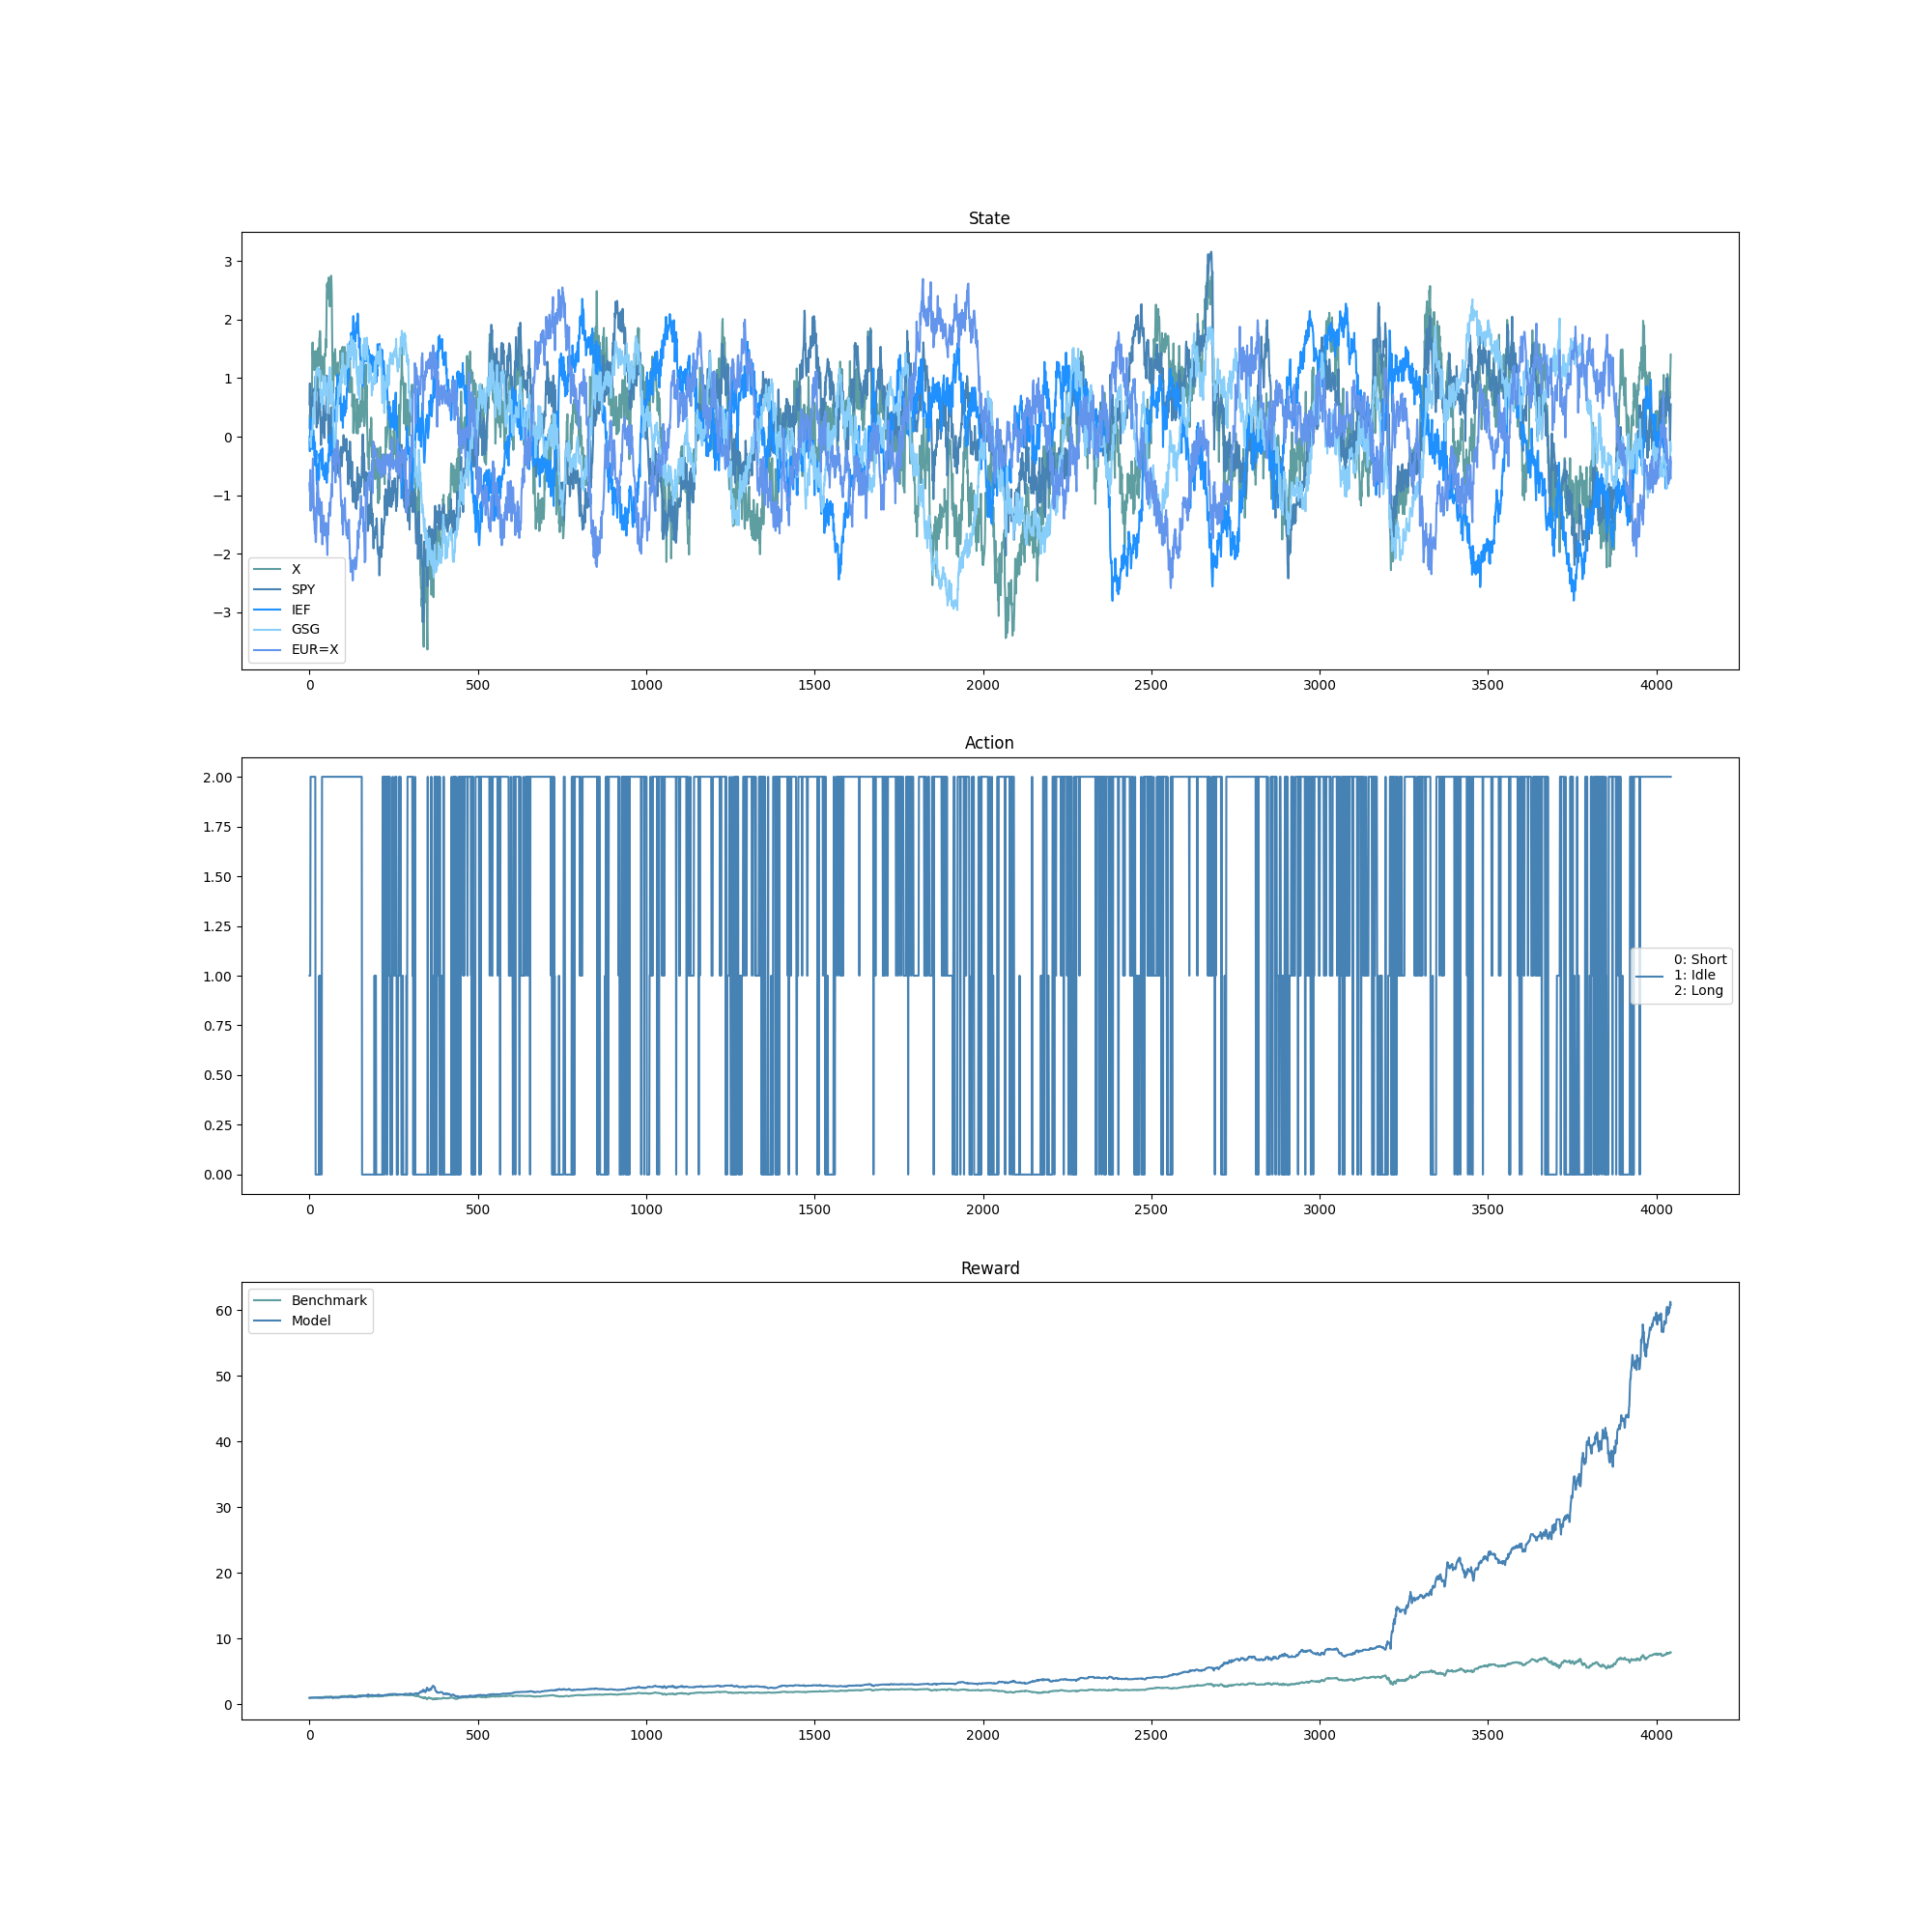 State
3
2
1
0
−1
−2
−3
X
SPY
IEF
GSG
EUR=X
0 500 1000 1500 2000 2500 3000 3500 4000
Action
2.00
1.75
1.50
1.25
1.00
0.75
0.50
0.25
0.00
0: Short
1: Idle
2: Long
0 500 1000 1500 2000 2500 3000 3500 4000
Reward
Benchmark
Model
60
50
40
30
20
10
0
0 500 1000 1500 2000 2500 3000 3500 4000